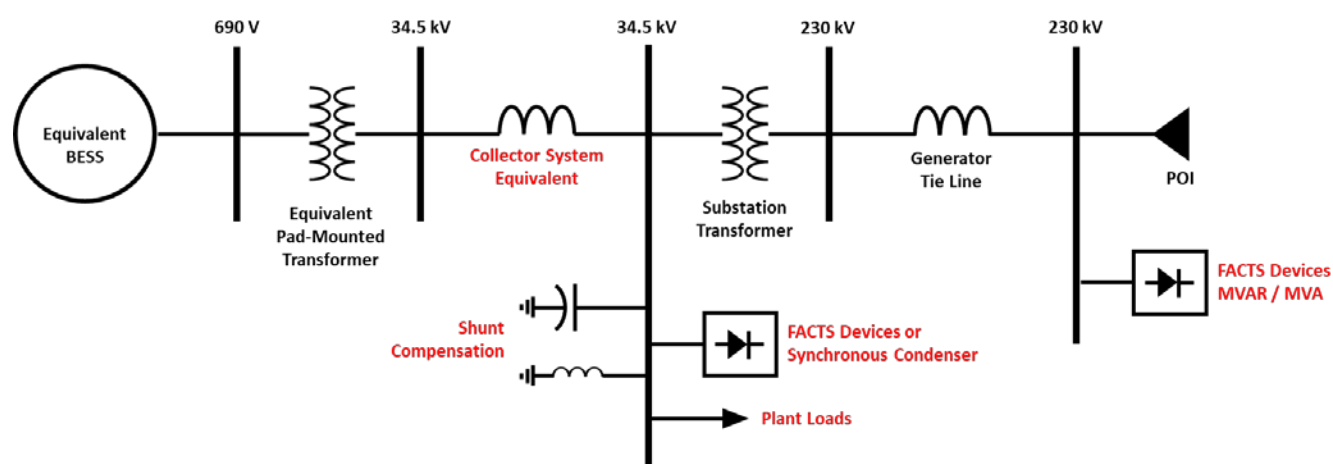 690 V
34.5 kV
34.5 kV
230 kV
230 kV
Equivalent
BESS
Equivalent
Pad-Mounted
Transformer
Collector System
Equivalent
Substation
Transformer
Generator
Tie Line
POI
Shunt
Compensation
FACTS Devices or
Synchronous Condenser
Plant Loads
FACTS Devices
MVAR / MVA